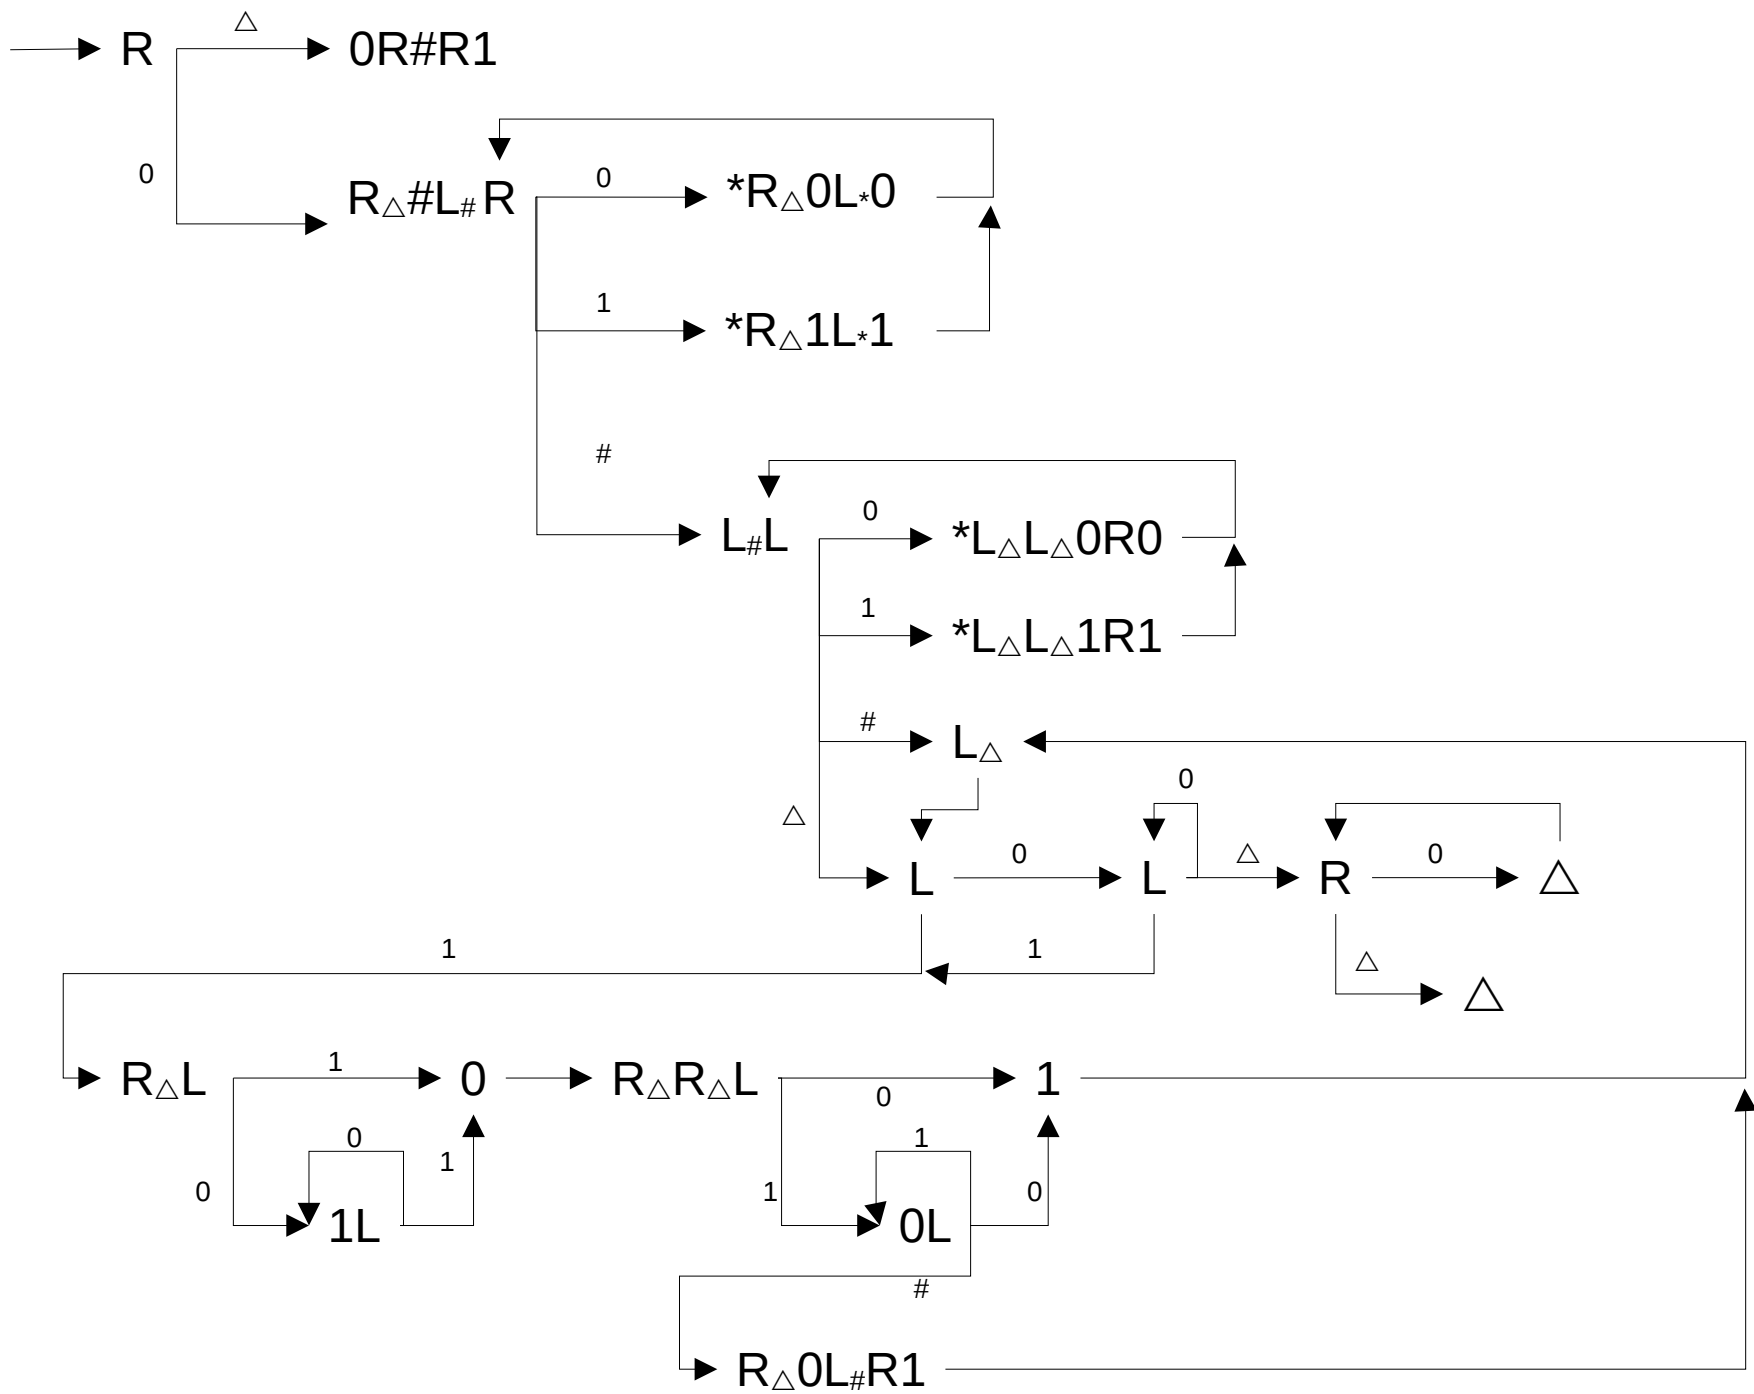 △
R 0R#R1
0
R△#L# R 0 *R△0L*0
1
*R△1L*1
#
L#L 0 *L△L△0R0
1
*L△L△1R1
#
L△
0
△
L 0 L △ R 0 △
1 1 △
△
R△L 1 0 R△R△L 0 1
0 1 1
0 1L 1 0L 0
#
R△0L#R1